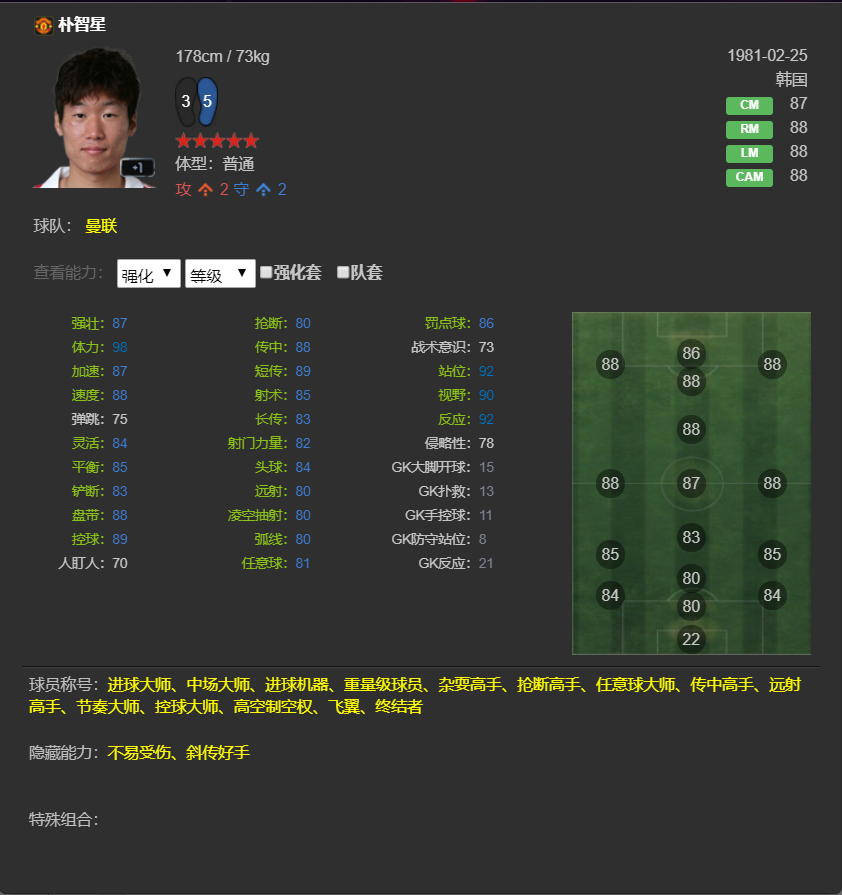 朴智星
178cm / 73kg
1981-02-25
韩国
3 5
CM 87
RM 88
LM 88
CAM 88
+1
体型：普通
攻 2 守 2
球队： 曼联
查看能力： 强化 ▼ 等级 ▼ 强化套 队套
强壮：87 抢断：80 罚点球：86
体力：98 传中：88 战术意识：73
加速：87 短传：89 站位：92
速度：88 射术：85 视野：90
弹跳：75 长传：83 反应：92
灵活：84 射门力量：82 侵略性：78
平衡：85 头球：84 GK大脚开球：15
铲断：83 远射：80 GK扑救：13
盘带：88 凌空抽射：80 GK手控球：11
控球：89 弧线：80 GK防守站位：8
人盯人：70 任意球：81 GK反应：21
86
88 88
88
88
88 87 88
83
85 85
80
84 84
80
22
球员称号：进球大师、中场大师、进球机器、重量级球员、杂耍高手、抢断高手、任意球大师、传中高手、远射
高手、节奏大师、控球大师、高空制空权、飞翼、终结者
隐藏能力：不易受伤、斜传好手
特殊组合：